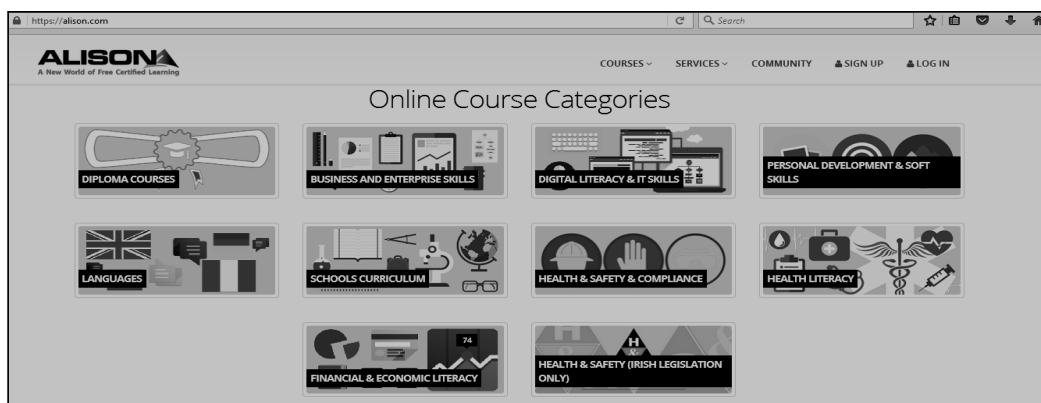 https://alison.com
Search
ALISON
A New World of Free Certified Learning
COURSES
SERVICES
COMMUNITY
SIGN UP
LOG IN
Online Course Categories
DIPLOMA COURSES
BUSINESS AND ENTERPRISE SKILLS
DIGITAL LITERACY & IT SKILLS
PERSONAL DEVELOPMENT & SOFT
SKILLS
LANGUAGES
SCHOOLS CURRICULUM
HEALTH & SAFETY & COMPLIANCE
HEALTH LITERACY
74
FINANCIAL & ECONOMIC LITERACY
H
&
H
&
HEALTH & SAFETY (IRISH LEGISLATION
ONLY)